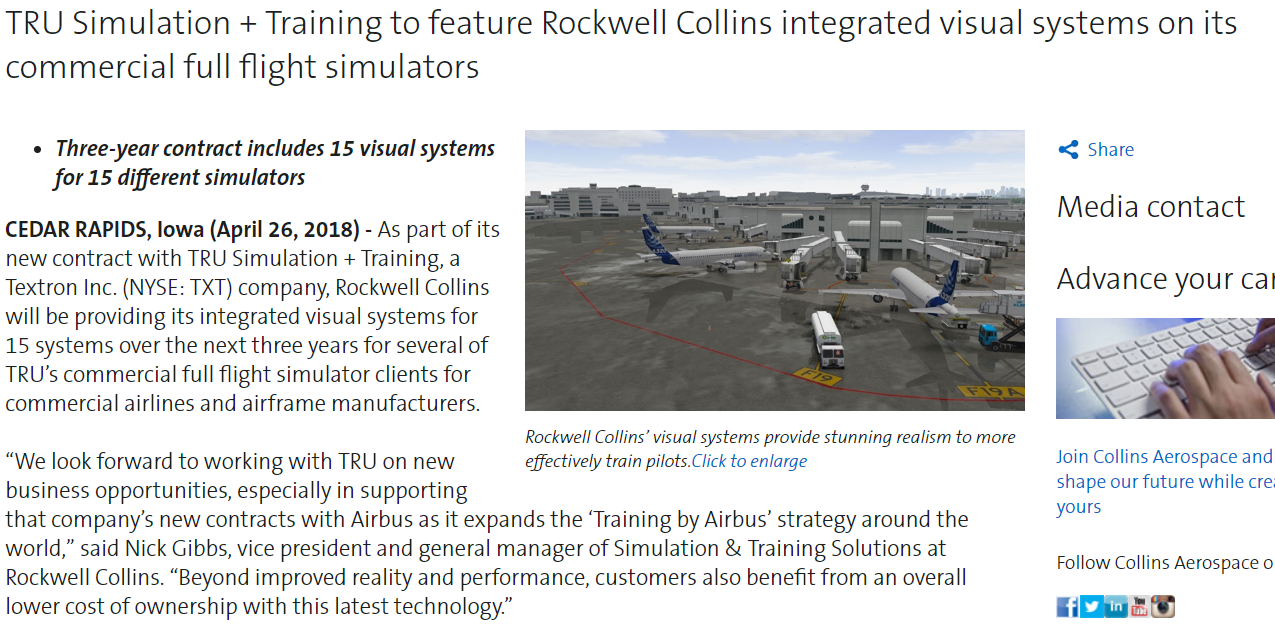 TRU Simulation + Training to feature Rockwell Collins integrated visual systems on its
commercial full flight simulators
• Three-year contract includes 15 visual systems
for 15 different simulators
CEDAR RAPIDS, Iowa (April 26, 2018) - As part of its
new contract with TRU Simulation + Training, a
Textron Inc. (NYSE: TXT) company, Rockwell Collins
will be providing its integrated visual systems for
15 systems over the next three years for several of
TRU’s commercial full flight simulator clients for
commercial airlines and airframe manufacturers.
“We look forward to working with TRU on new
business opportunities, especially in supporting
that company’s new contracts with Airbus as it expands the ‘Training by Airbus’ strategy around the
world,” said Nick Gibbs, vice president and general manager of Simulation & Training Solutions at
Rockwell Collins. “Beyond improved reality and performance, customers also benefit from an overall
lower cost of ownership with this latest technology.”
F19
F19A
Rockwell Collins’ visual systems provide stunning realism to more
effectively train pilots.Click to enlarge
Share
Media contact
Advance your car
Join Collins Aerospace and
shape our future while crea
yours
Follow Collins Aerospace o
in
You
Tube